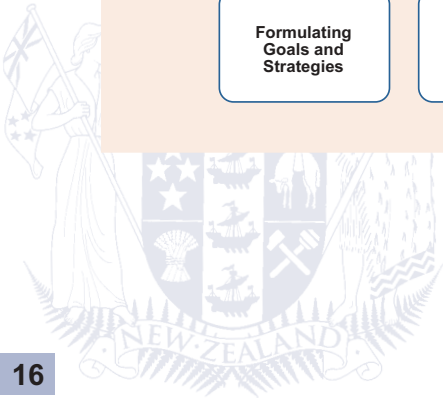 Formulating
Goals and
Strategies
NEW ZEALAND
16